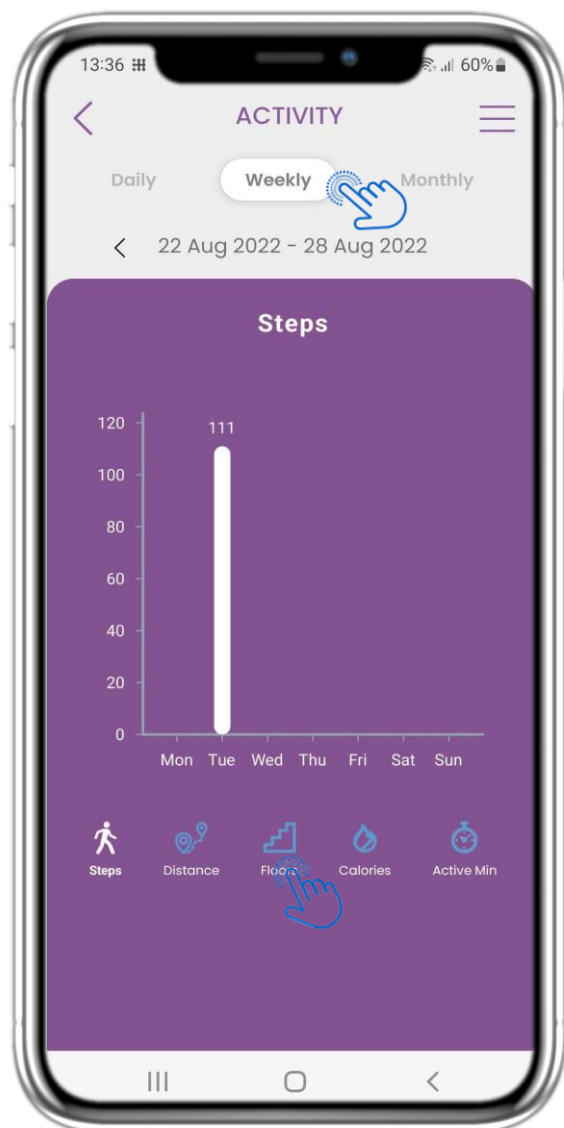 13:36 60%
ACTIVITY
Daily Weekly Monthly
22 Aug 2022 - 28 Aug 2022
Steps
120
111
100
80
60
40
20
0
Mon Tue Wed Thu Fri Sat Sun
Steps Distance Floors Calories Active Min